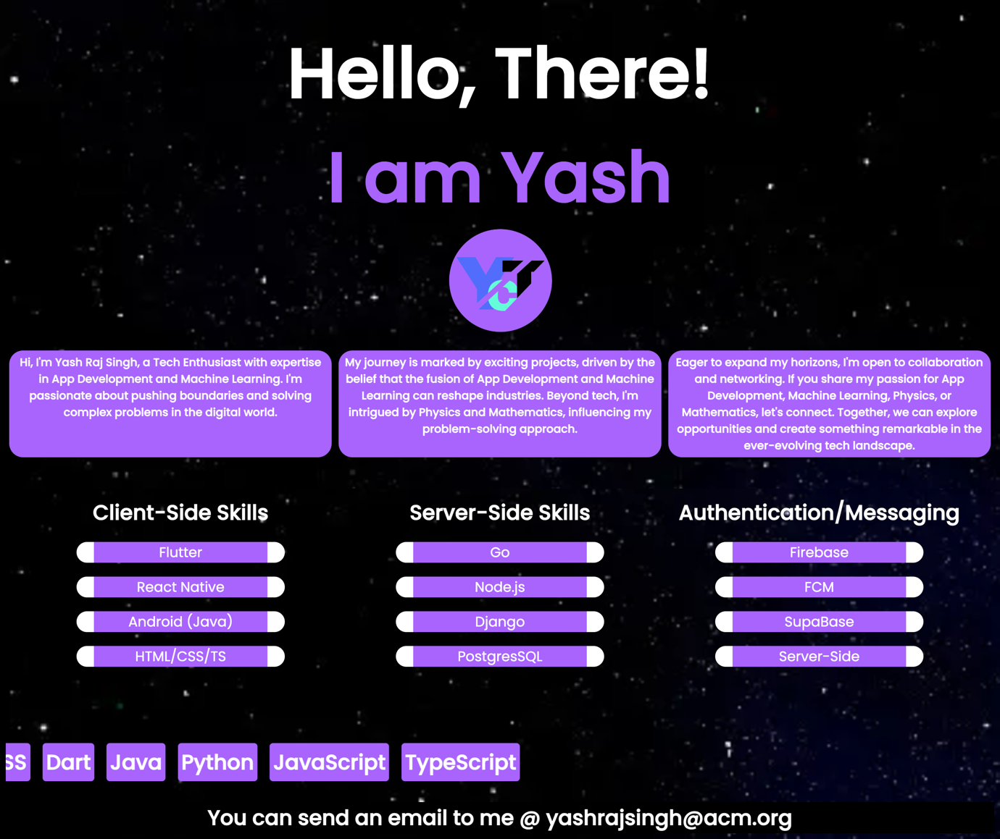 Hello, There!
I am Yash
YCT
Hi, I'm Yash Raj Singh, a Tech Enthusiast with expertise
in App Development and Machine Learning. I'm
passionate about pushing boundaries and solving
complex problems in the digital world.
My journey is marked by exciting projects, driven by the
belief that the fusion of App Development and Machine
Learning can reshape industries. Beyond tech, I'm
intrigued by Physics and Mathematics, influencing my
problem-solving approach.
Eager to expand my horizons, I'm open to collaboration
and networking. If you share my passion for App
Development, Machine Learning, Physics, or
Mathematics, let's connect. Together, we can explore
opportunities and create something remarkable in the
ever-evolving tech landscape.
Client-Side Skills
Flutter
React Native
Android (Java)
HTML/CSS/TS
Server-Side Skills
Go
Node.js
Django
PostgresSQL
Authentication/Messaging
Firebase
FCM
SupaBase
Server-Side
SS Dart Java Python JavaScript TypeScript
You can send an email to me @ yashrajsingh@acm.org